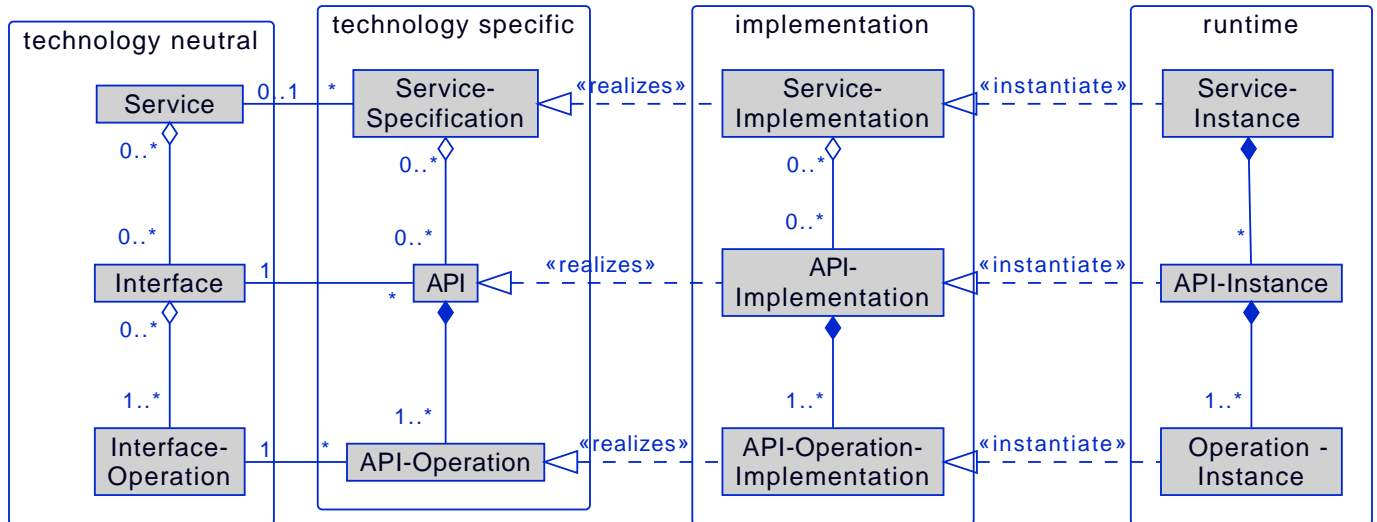 technology neutral
technology specific
implementation
runtime
Service
0..1
*
Service-
Specification
«realizes»
Service-
Implementation
«instantiate»
Service-
Instance
0..*
0..*
0..*
0..*
0..*
0..*
*
Interface
1
*
API
«realizes»
API-
Implementation
«instantiate»
API-Instance
0..*
1..*
1..*
1..*
1..*
Interface-
Operation
1
*
API-Operation
«realizes»
API-Operation-
Implementation
«instantiate»
Operation -
Instance